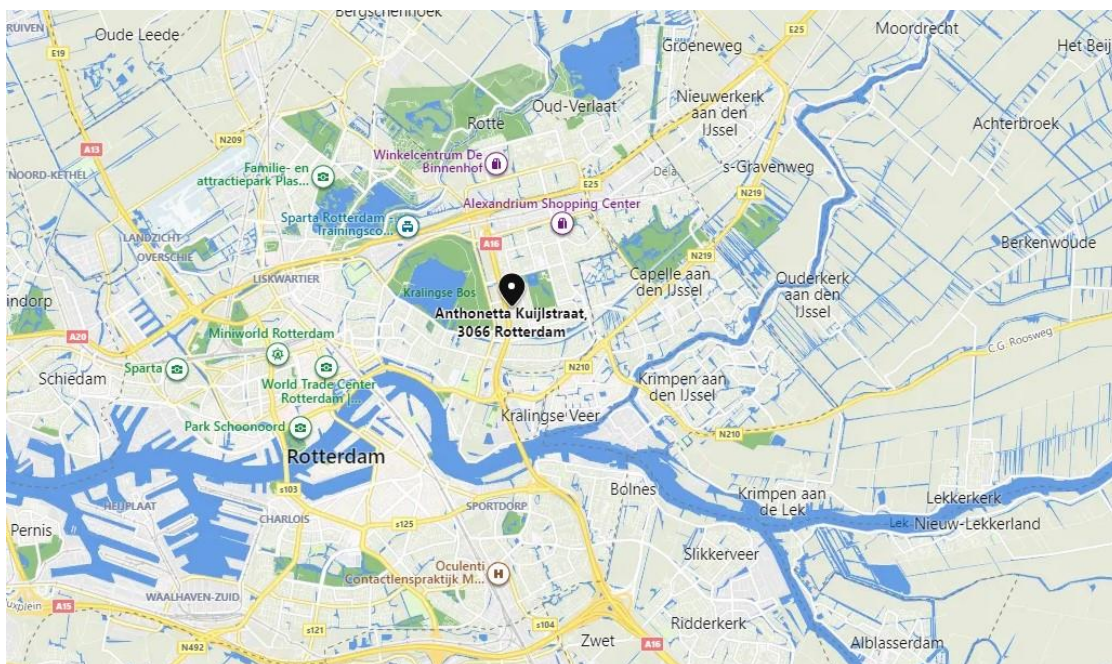 RUIVEN
Oude Leede
Bergschenhoek
Moordrecht
E19
E25
Groeneweg
Het Beij
Nieuwerkerk
aan den
IJssel
Oud-Verlaat
Rotte
Achterbroek
N209
A13
NOORD-KETHEL
Winkelcentrum De
Binnenhof
Familie- en
attractiepark Plas...
's-Gravenweg
E25
N219
Alexandrium Shopping Center
Sparta Rotterdam -
Trainingsco...
LANDZICHT
OVERSCHIE
A16
Berkenwoude
N219
LISKWARTIER
Capelle aan
den IJssel
Ouderkerk
aan den
IJssel
Kralingse Bos
indorp
Anthonetta Kuijlstraat,
3066 Rotterdam
A20
Miniworld Rotterdam
C.G. Roosweg
Sparta
Schiedam
World Trade Center
Rotterdam |...
N210
Krimpen aan
den IJssel
Kralingse Veer
Park Schoonoord
N210
Rotterdam
s103
Bolnes
Krimpen aan
de Lek
Lekkerkerk
HEIJPLAAT
CHARLOIS
SPORTDORP
s125
Lek
Nieuw-Lekkerland
Pernis
Slikkerveer
Oculenti
Contactlenspraktijk M...
WAALHAVEN-ZUID
A15
uxplein
s121
s104
Ridderkerk
N492
Zwet
A16
Alblasserdam